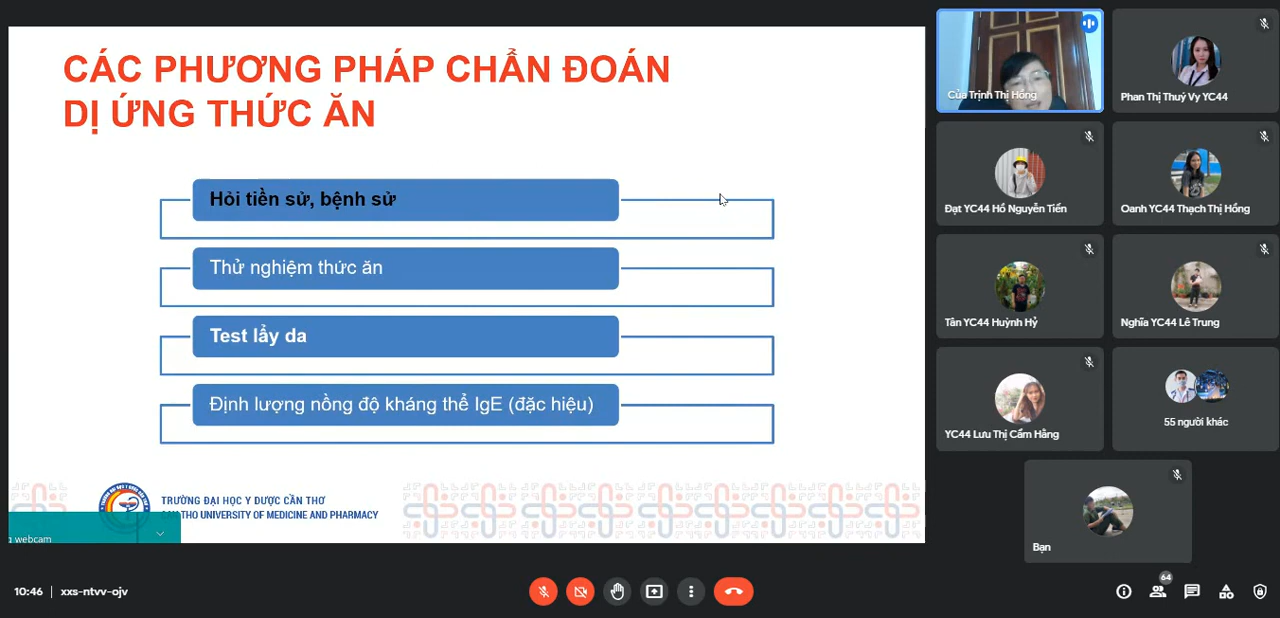 CÁC PHƯƠNG PHÁP CHẨN ĐOÁN
DỊ ỨNG THỨC ĂN
Hỏi tiền sử, bệnh sử
Thử nghiệm thức ăn
Test lẩy da
Định lượng nồng độ kháng thể IgE (đặc hiệu)
TRƯỜNG ĐẠI HỌC Y DƯỢC CẦN THƠ
THO UNIVERSITY OF MEDICINE AND PHARMACY
webcam
Của Trịnh Thị Hồng
Phan Thị Thuý Vy YC44
Đạt YC44 Hồ Nguyễn Tiến
Oanh YC44 Thạch Thị Hồng
Tân YC44 Huỳnh Hỷ
Nghĩa YC44 Lê Trung
YC44 Lưu Thị Cẩm Hằng
55 người khác
Bạn
10:46 | xxs-ntvv-ojv
64